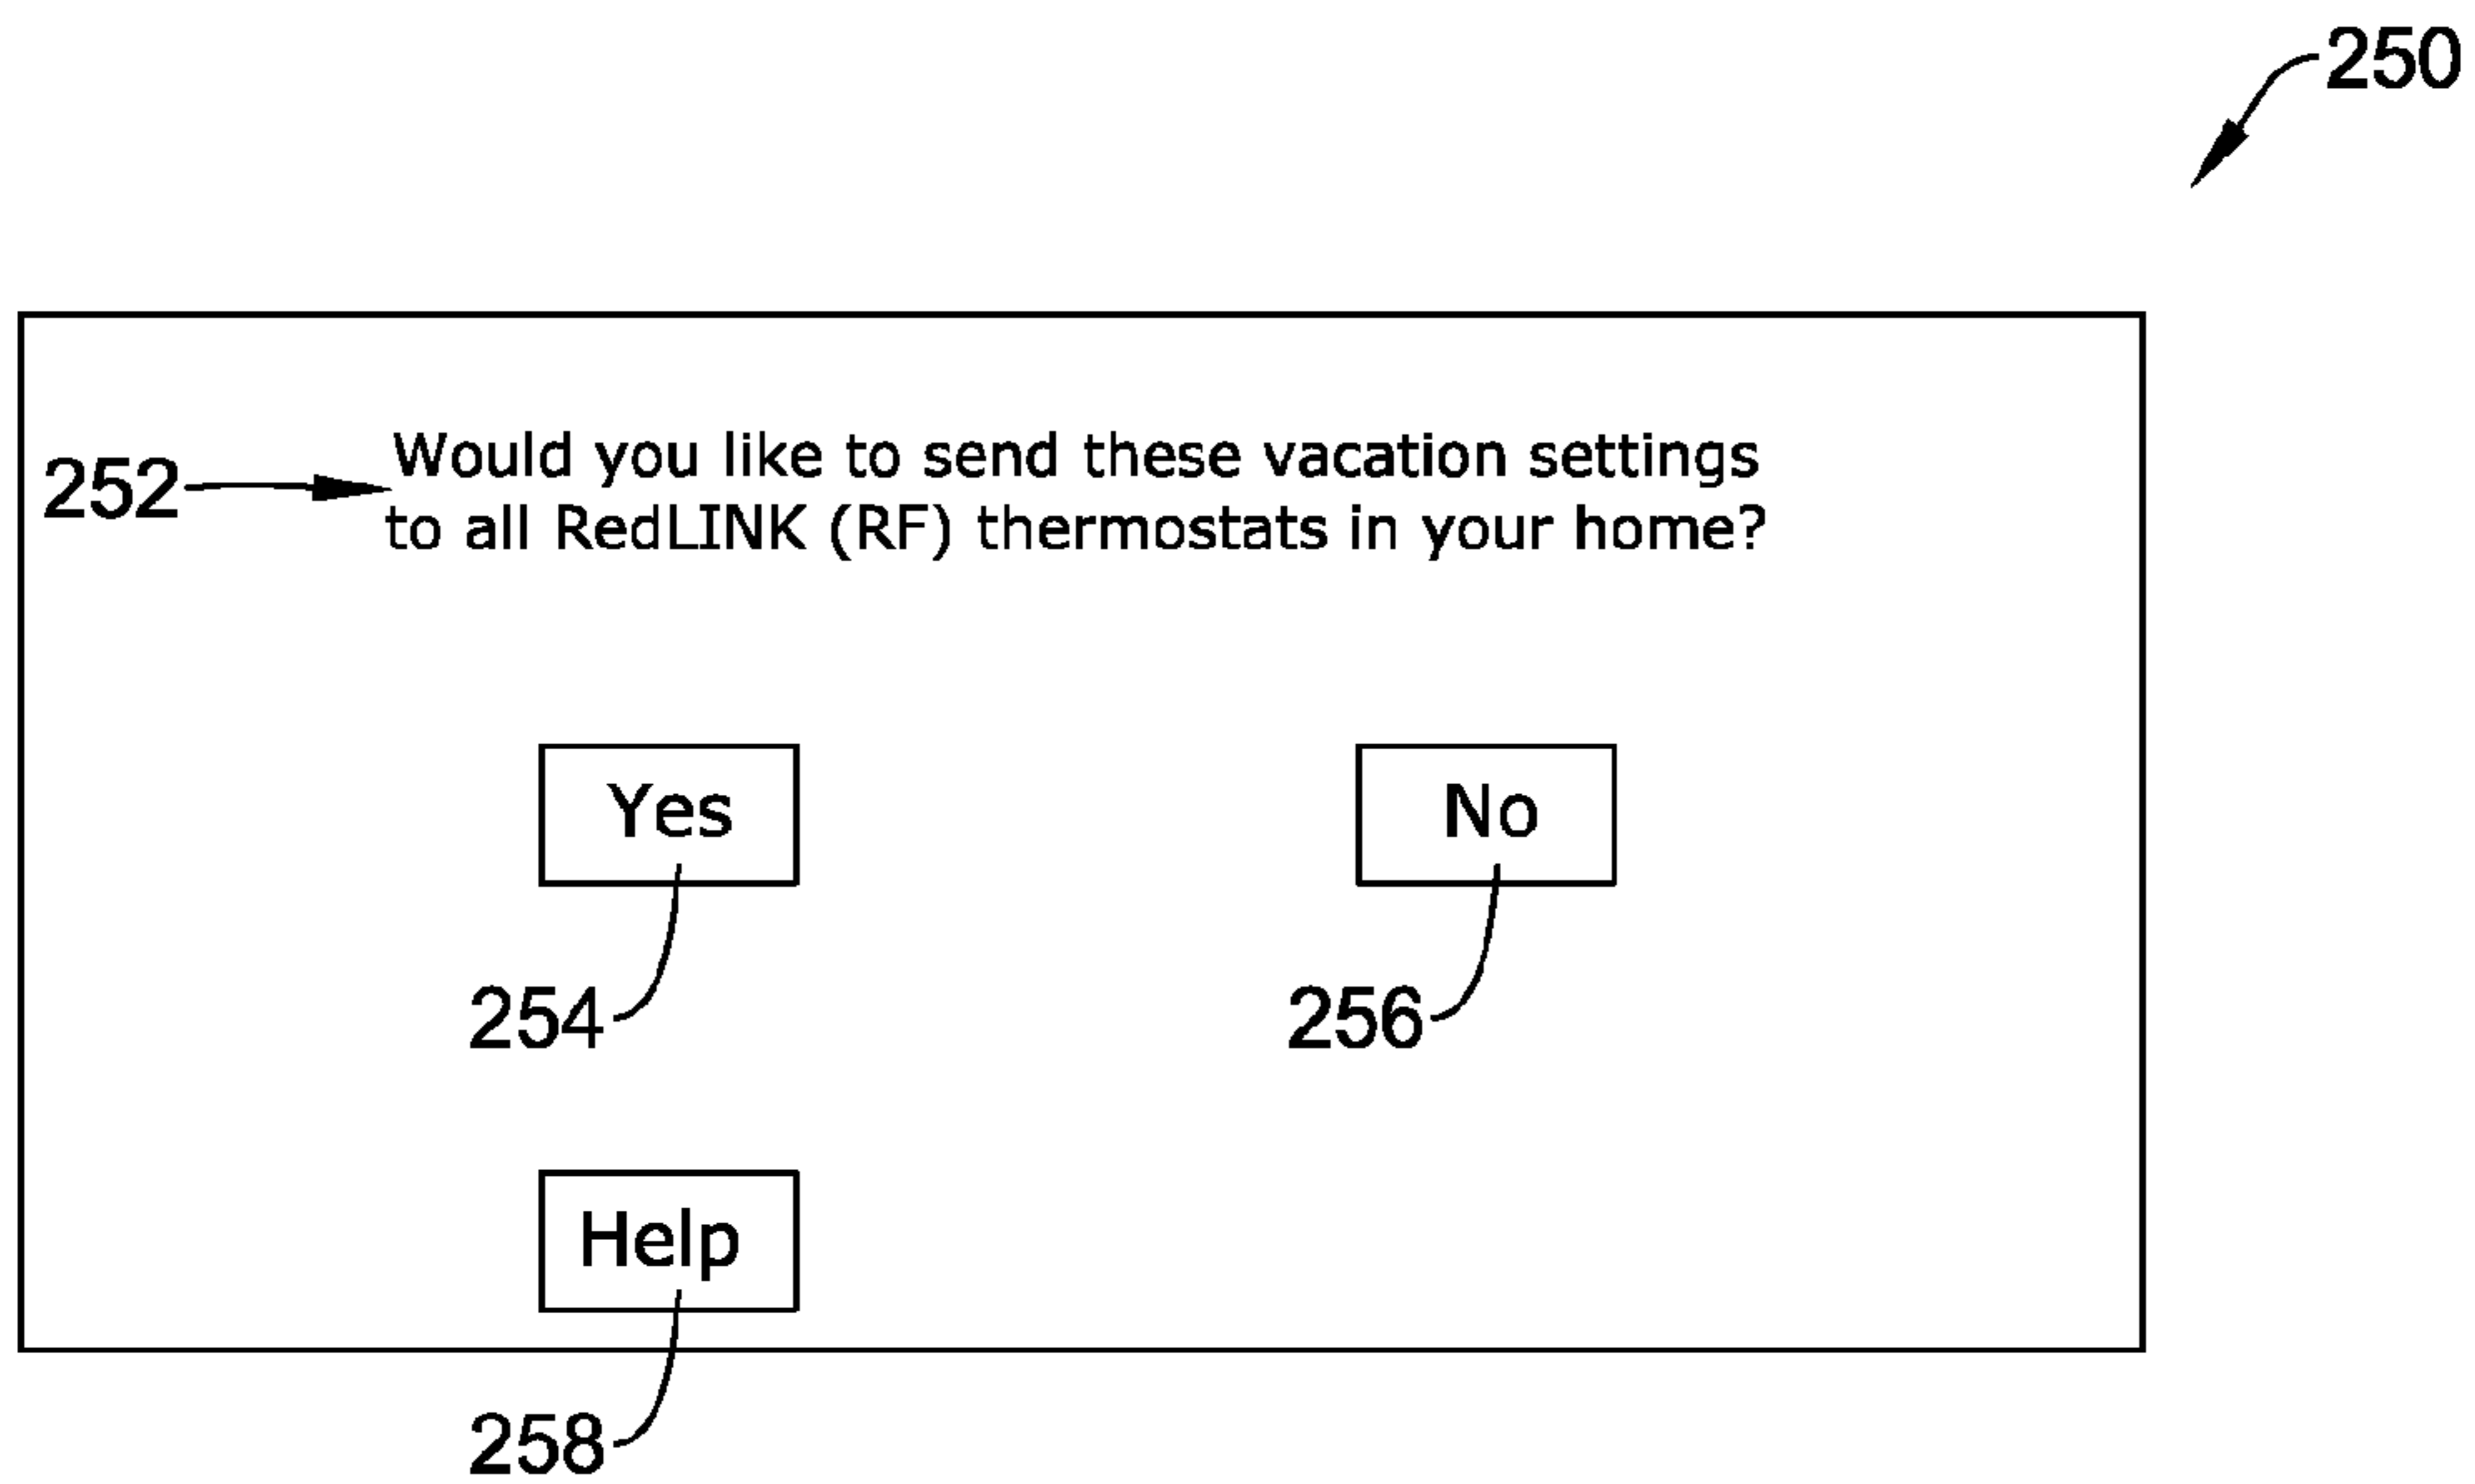 250
252
Would you like to send these vacation settings
to all RedLINK (RF) thermostats in your home?
Yes
No
254
256
Help
258